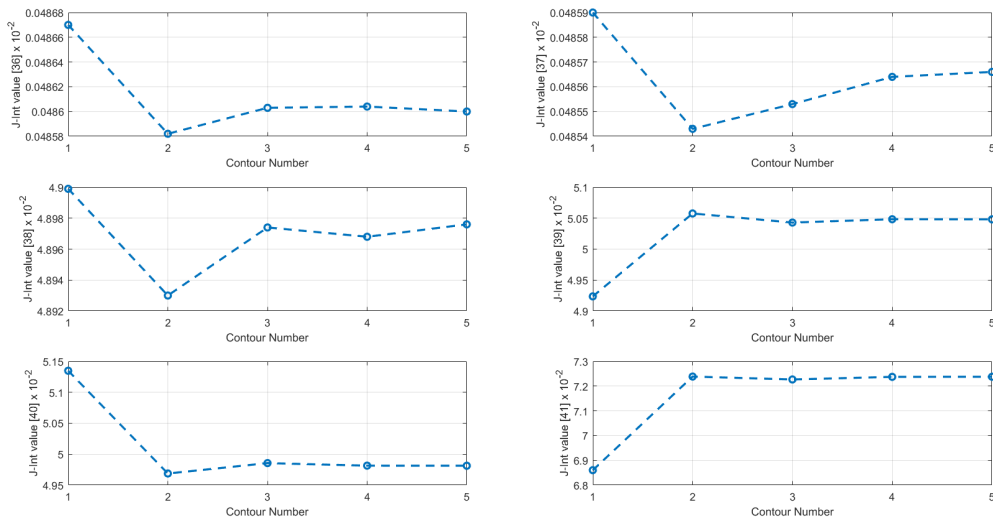 J-Int value [36] x 10-2
0.04868
0.04866
0.04864
0.04862
0.0486
0.04858
1 2 3 4 5
Contour Number
J-Int value [37] x 10-2
0.04859
0.04858
0.04857
0.04856
0.04855
0.04854
1 2 3 4 5
Contour Number
J-Int value [38] x 10-2
4.9
4.898
4.896
4.894
4.892
1 2 3 4 5
Contour Number
J-Int value [39] x 10-2
5.1
5.05
5
4.95
4.9
1 2 3 4 5
Contour Number
J-Int value [40] x 10-2
5.15
5.1
5.05
5
4.95
1 2 3 4 5
Contour Number
J-Int value [41] x 10-2
7.3
7.2
7.1
7
6.9
6.8
1 2 3 4 5
Contour Number